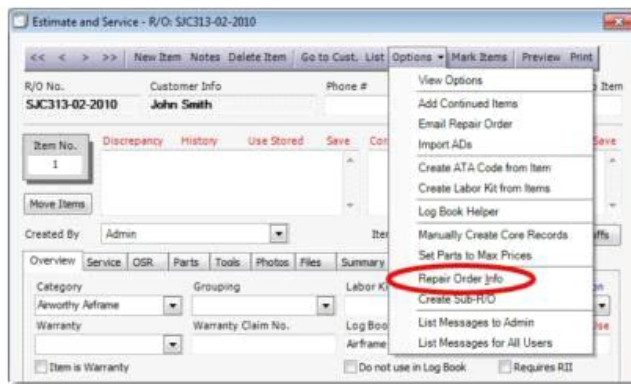 Estimate and Service - R/O: SJC313-02-2010
<< < > >> New Item Notes Delete Item Go to Cust. List Options Mark Items Preview Print
R/O No. Customer Info Phone # Item
SJC313-02-2010 John Smith
Item No. Discrepancy History Use Stored Save Save
1
Move Items
Created By Admin
Overview Service OSR Parts Tools Photos Files Summary
Category Grouping
Airworthy Airframe
Warranty Warranty Claim No. Use
Airframe
Item is Warranty Do not use in Log Book Requires RII
View Options
Add Continued Items
Email Repair Order
Import ADs
Create ATA Code from Item
Create Labor Kit from Items
Log Book Helper
Manually Create Core Records
Set Parts to Max Prices
Repair Order Info
Create Sub-R/O
List Messages to Admin
List Messages for All Users